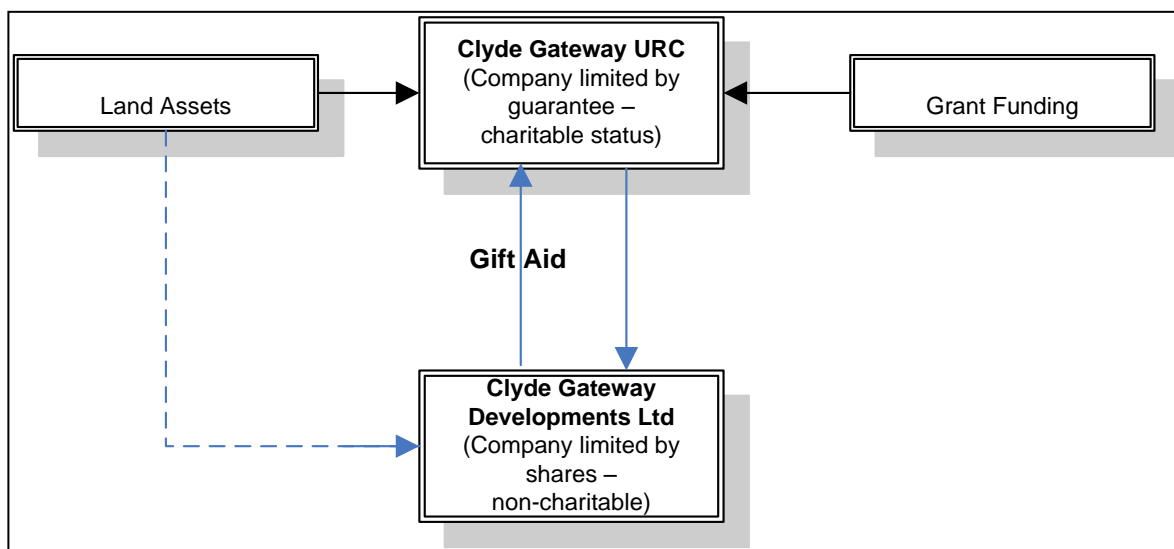 Clyde Gateway URC
(Company limited by
guarantee –
charitable status)
Land Assets
Grant Funding
Gift Aid
Clyde Gateway
Developments Ltd
(Company limited by
shares –
non-charitable)